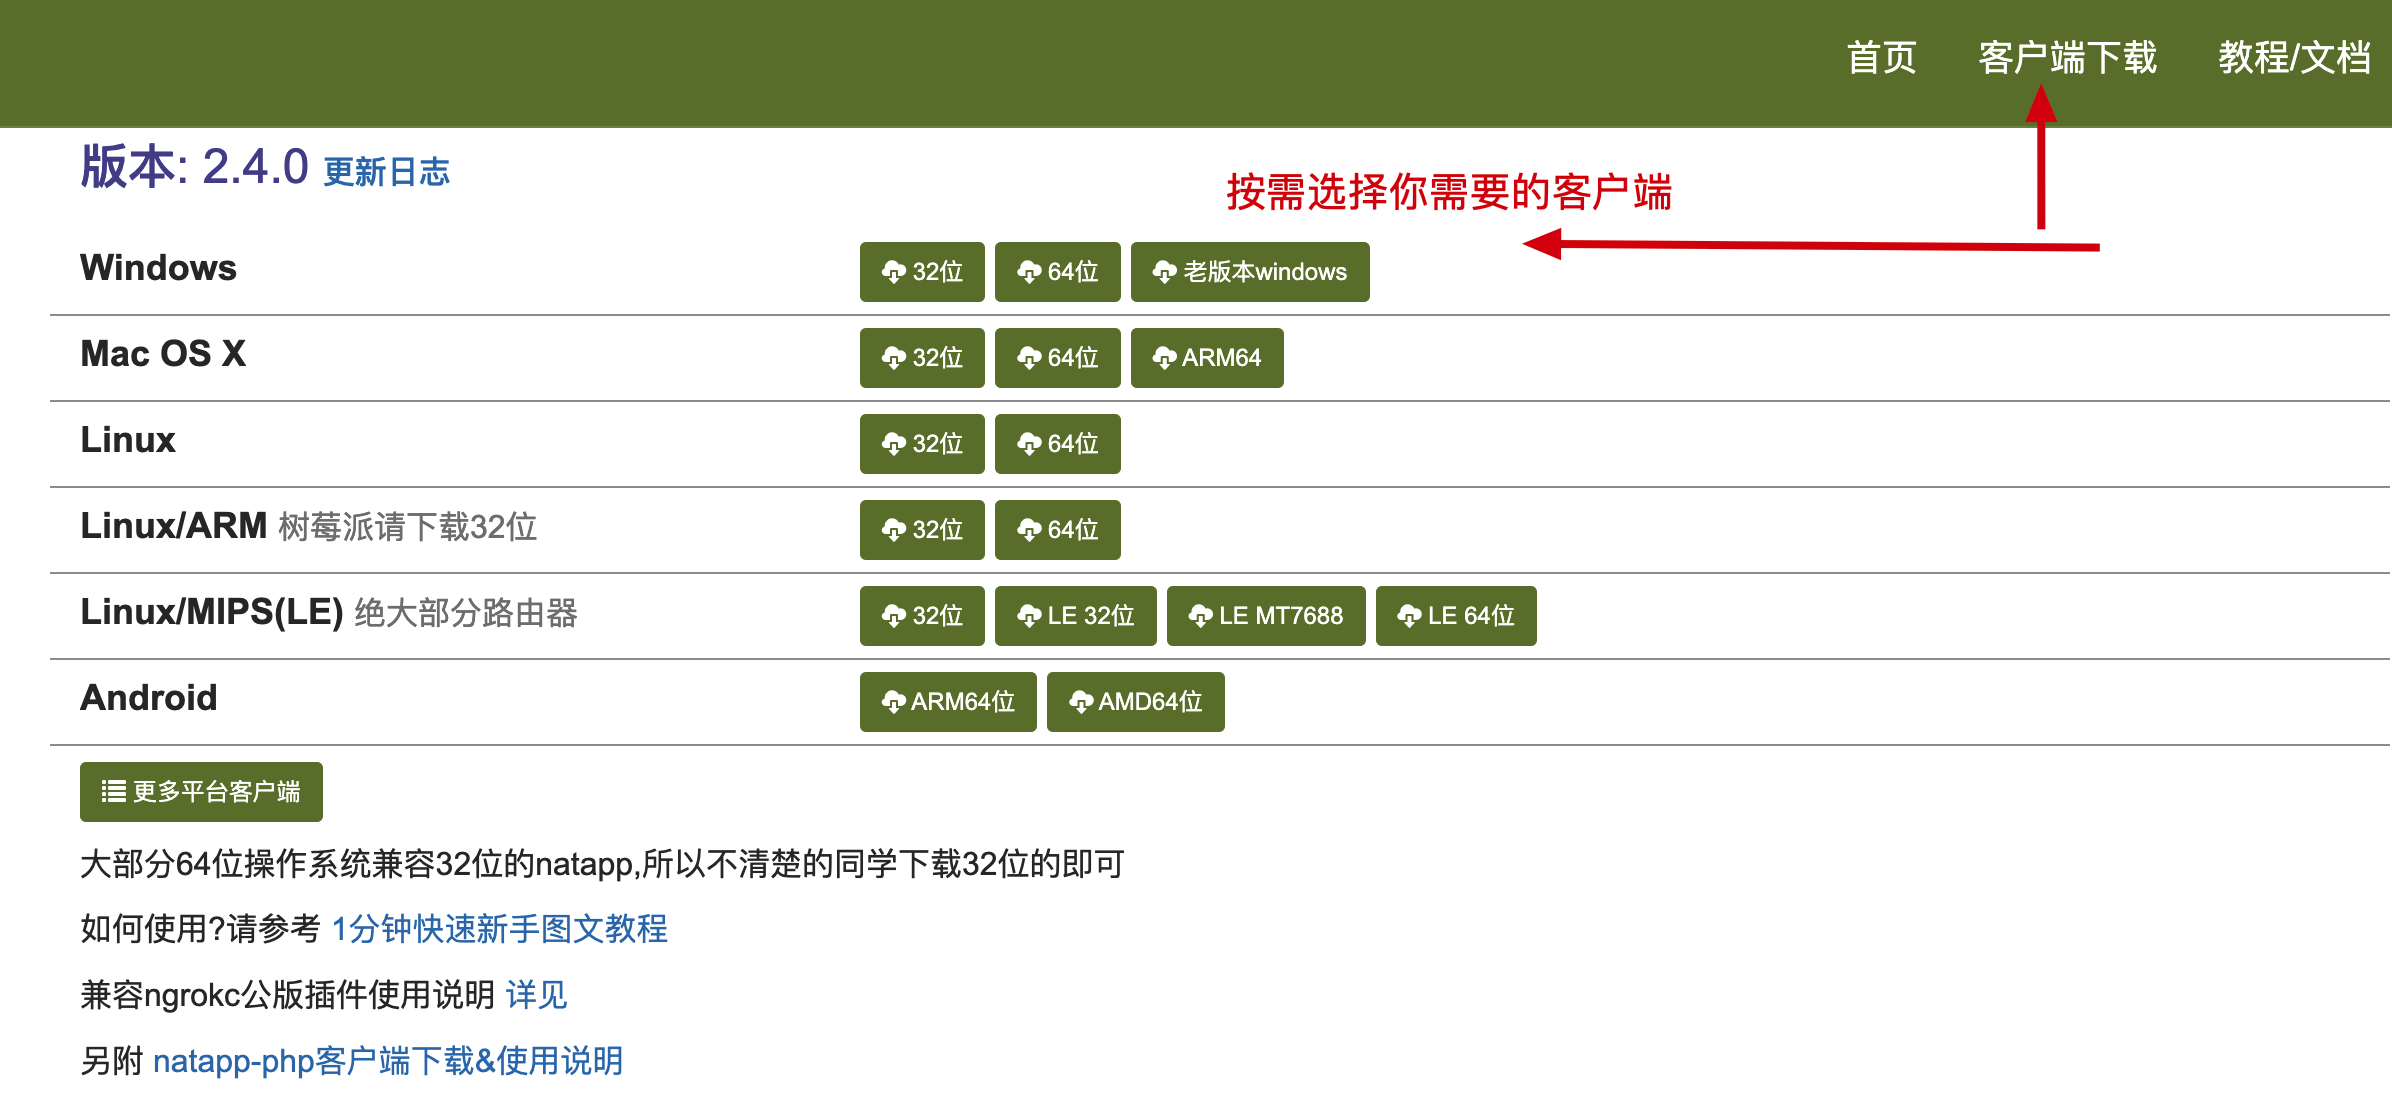 首页 客户端下载 教程/文档
版本: 2.4.0 更新日志
按需选择你需要的客户端
Windows 32位 64位 老版本windows
Mac OS X 32位 64位 ARM64
Linux 32位 64位
Linux/ARM 树莓派请下载32位 32位 64位
Linux/MIPS(LE) 绝大部分路由器 32位 LE 32位 LE MT7688 LE 64位
Android ARM64位 AMD64位
更多平台客户端
大部分64位操作系统兼容32位的natapp,所以不清楚的同学下载32位的即可
如何使用?请参考 1分钟快速新手图文教程
兼容ngrokc公版插件使用说明 详见
另附 natapp-php客户端下载&使用说明